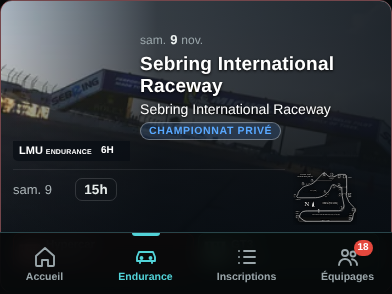 sam. 9 nov.
Sebring International
Raceway
Sebring International Raceway
CHAMPIONNAT PRIVÉ
SEBRING
LMU ENDURANCE 6H
sam. 9 15h
N
18
Accueil Endurance Inscriptions Équipages